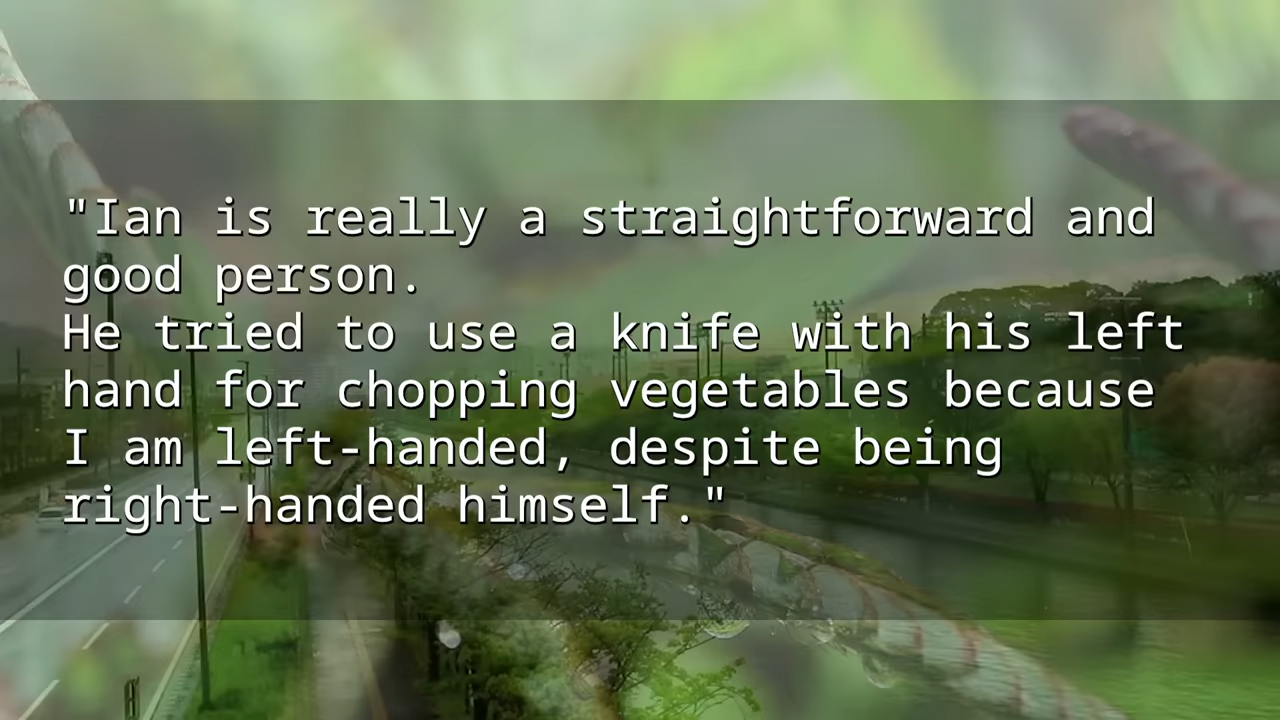 "Ian is really a straightforward and
good person.
He tried to use a knife with his left
hand for chopping vegetables because
I am left-handed, despite being
right-handed himself."